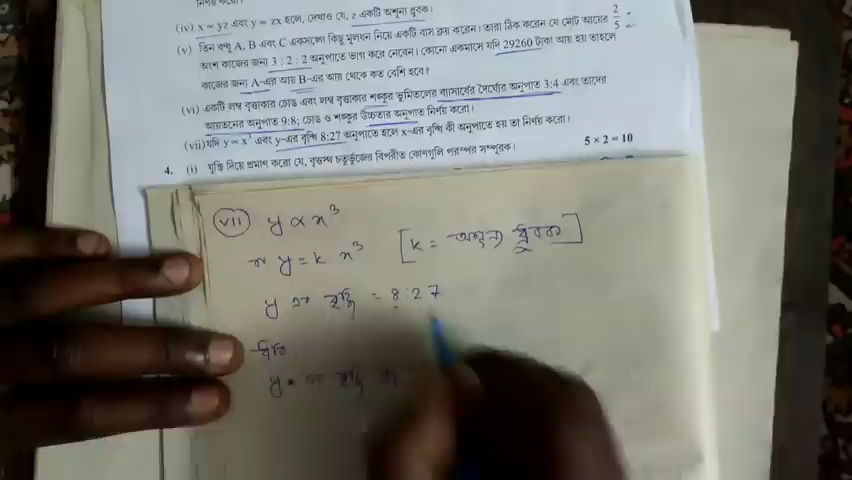 নির্ণয় করো।
(iv) x ∝ yz এবং y ∝ zx হলে, দেখাও যে, z একটি অশূন্য ধ্রুবক।
(v) তিন বন্ধু A, B এবং C একসঙ্গে কিছু মূলধন নিয়ে একটি বাস ক্রয় করেন। তারা ঠিক করেন যে মোট আয়ের 2/5
অংশ কাজের জন্য 3 : 2 : 2 অনুপাতে ভাগ করে নেবেন। কোনো একমাসে যদি 29260 টাকা আয় হয় তাহলে
কাজের জন্য A-এর আয় B-এর আয় থেকে কত বেশি হবে?
(vi) একটি লম্ব বৃত্তাকার চোঙ এবং লম্ব বৃত্তাকার শঙ্কুর ভূমিতলের ব্যাসার্ধের দৈর্ঘ্যের অনুপাত 3:4 এবং তাদের
আয়তনের অনুপাত 9:8; চোঙ ও শঙ্কুর উচ্চতার অনুপাত নির্ণয় করো।
(vii) যদি y ∝ x³ এবং y-এর বৃদ্ধি 8:27 অনুপাতে হলে x-এর বৃদ্ধি কী অনুপাতে হয় তা নির্ণয় করো।
4. (i) যুক্তি দিয়ে প্রমাণ করো যে, বৃত্তস্থ চতুর্ভুজের বিপরীত কোণগুলি পরস্পর সম্পূরক। 5 × 2 = 10
(vii) y ∝ x³
বা y = k x³ [k = অশূন্য ধ্রুবক]
y এর বৃদ্ধি = 8:27
ধরি,
y এর বৃদ্ধি